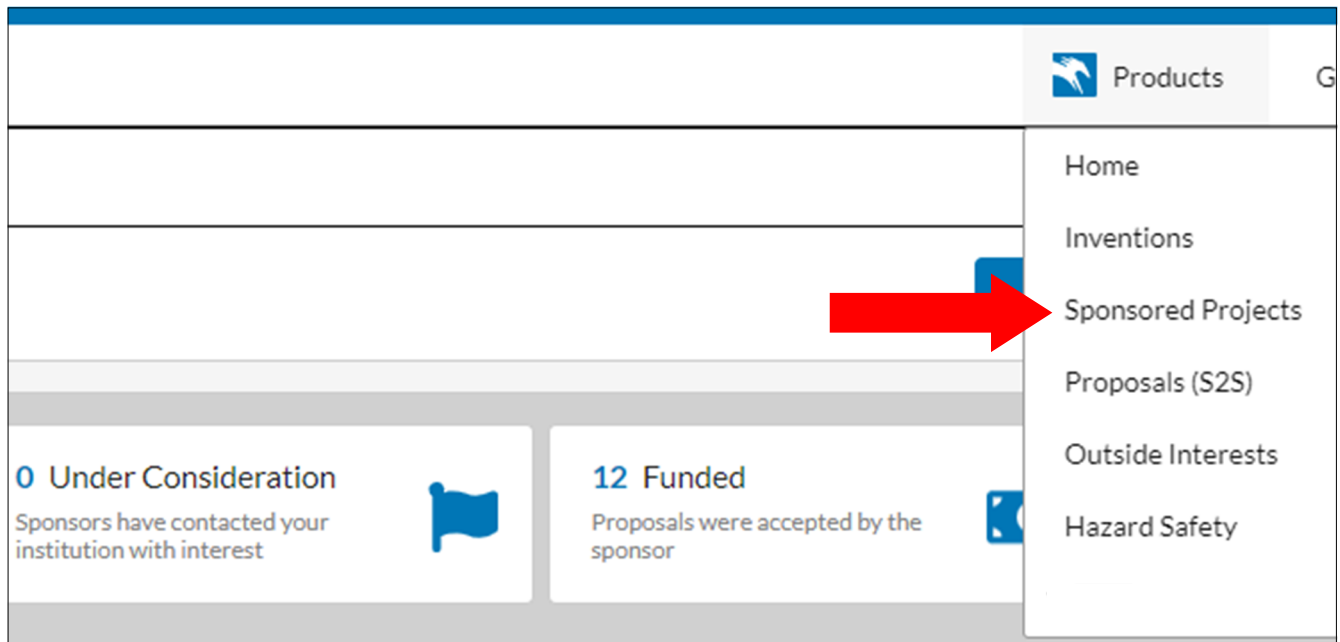 Products
G
Home
Inventions
Sponsored Projects
Proposals (S2S)
Outside Interests
Hazard Safety
0 Under Consideration
Sponsors have contacted your
institution with interest
12 Funded
Proposals were accepted by the
sponsor